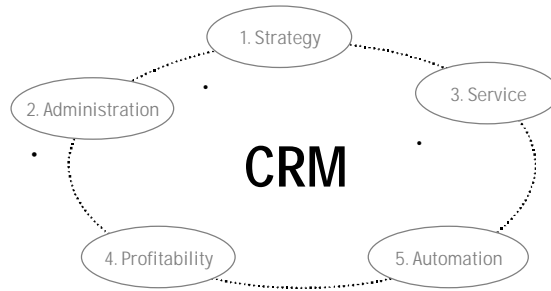 1. Strategy
2. Administration
3. Service
CRM
4. Profitability
5. Automation